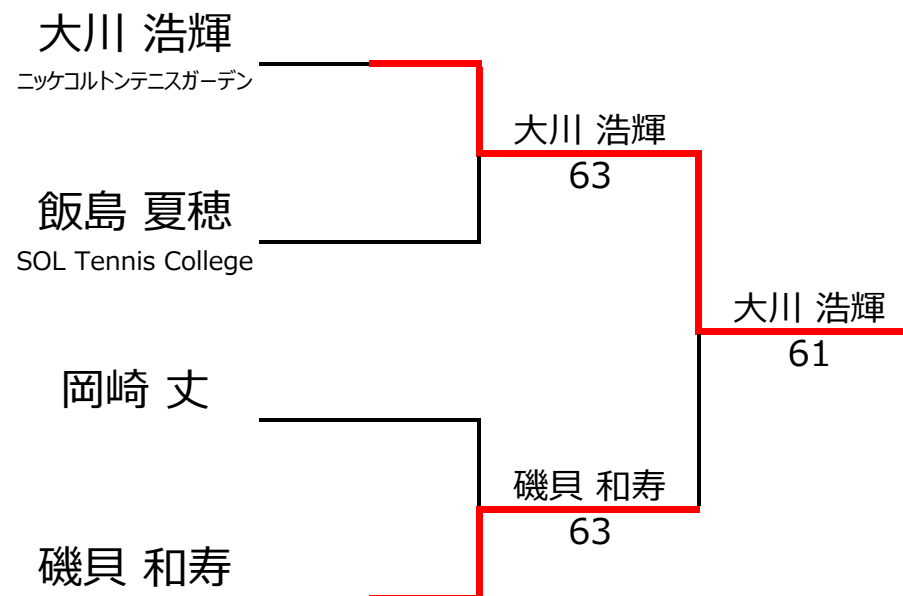 大川 浩輝
ニッケコルトンテニスガーデン
大川 浩輝
63
飯島 夏穂
SOL Tennis College
大川 浩輝
61
岡崎 丈
磯貝 和寿
63
磯貝 和寿